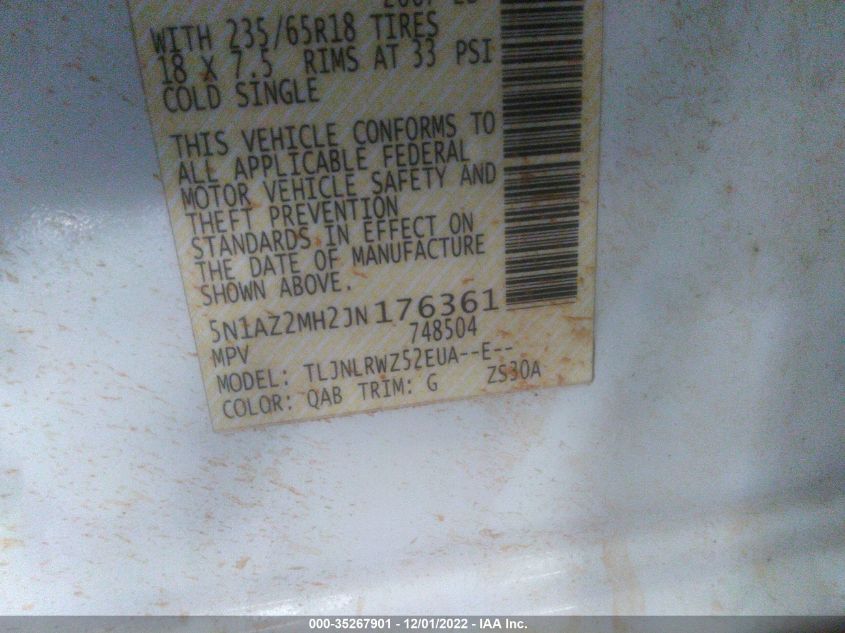 WITH 235/65R18 TIRES
18 X 7.5 RIMS AT 33 PSI
COLD SINGLE
THIS VEHICLE CONFORMS TO
ALL APPLICABLE FEDERAL
MOTOR VEHICLE SAFETY AND
THEFT PREVENTION
STANDARDS IN EFFECT ON
THE DATE OF MANUFACTURE
SHOWN ABOVE.
5N1AZ2MH2JN176361
MPV 748504
MODEL: TLJNLRWZ52EUA--E--
COLOR: QAB TRIM: G ZS30A
000-35267901 - 12/01/2022 - IAA Inc.